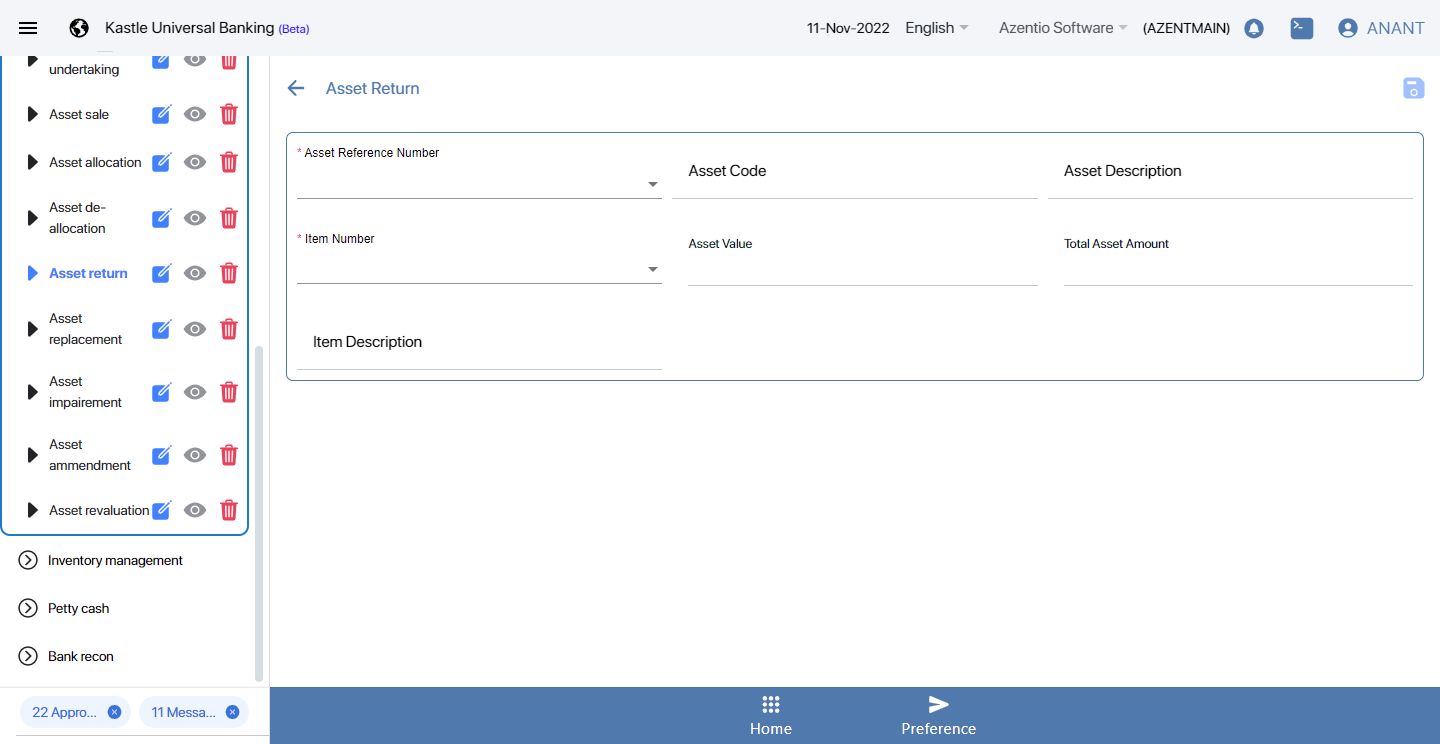 Kastle Universal Banking (Beta)
11-Nov-2022
English
Azentio Software
(AZENTMAIN)
ANANT
undertaking
Asset sale
Asset allocation
Asset de-
allocation
Asset return
Asset
replacement
Asset
impairement
Asset
ammendment
Asset revaluation
Inventory management
Petty cash
Bank recon
22 Appro...
11 Messa...
Asset Return
* Asset Reference Number
Asset Code
Asset Description
* Item Number
Asset Value
Total Asset Amount
Item Description
Home
Preference